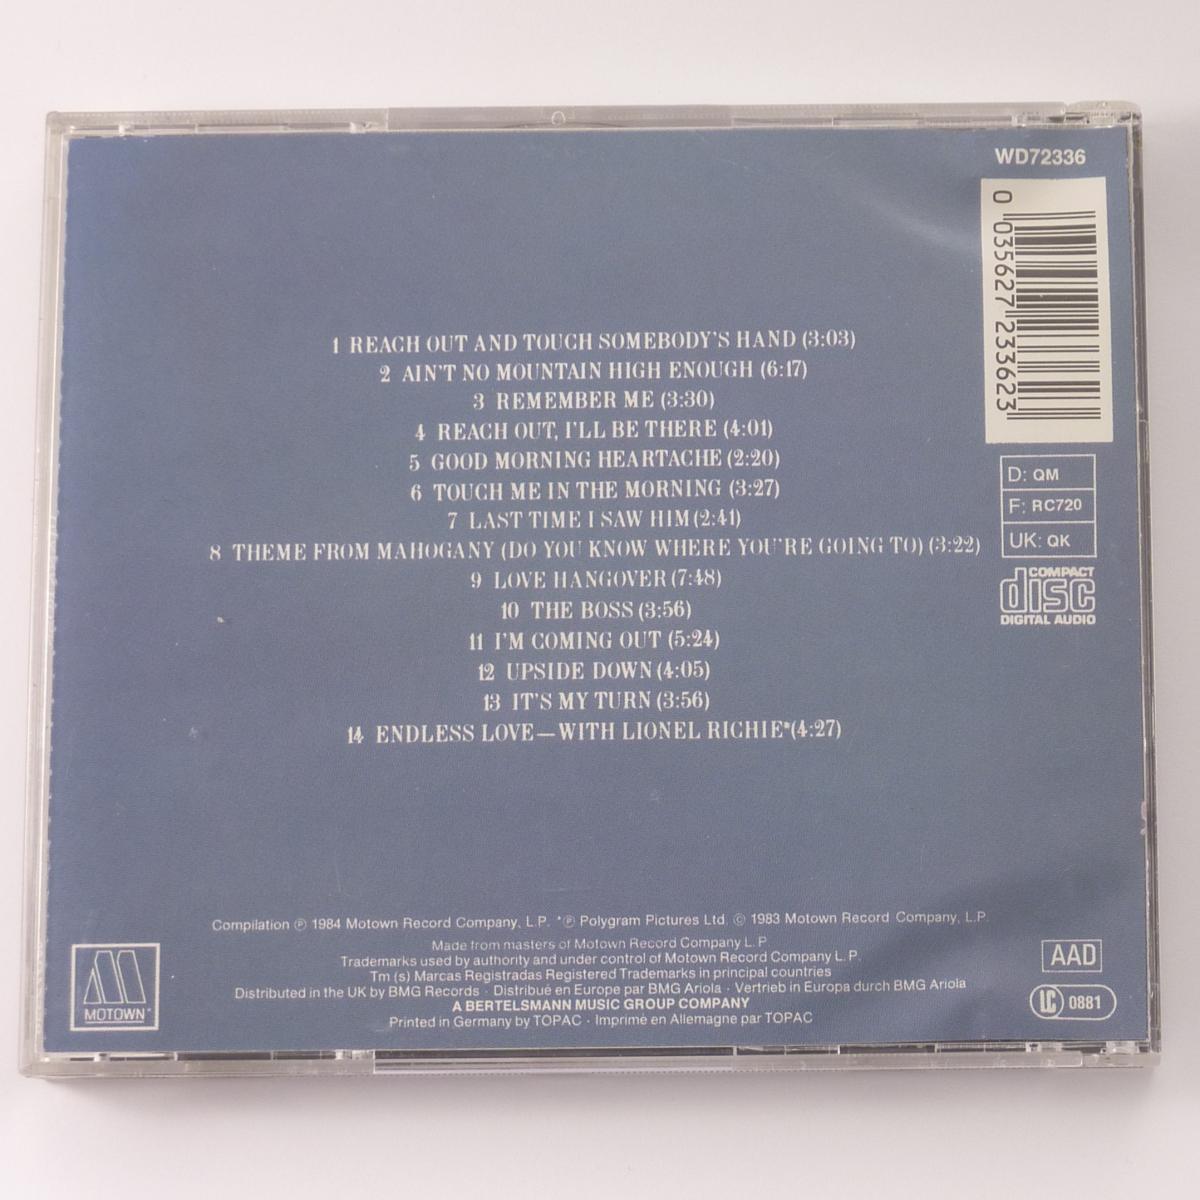 WD72336
0 035627 233623
D: QM
F: RC720
UK: QK
COMPACT
disc
DIGITAL AUDIO
1 REACH OUT AND TOUCH SOMEBODY'S HAND (3:03)
2 AIN'T NO MOUNTAIN HIGH ENOUGH (6:17)
3 REMEMBER ME (3:30)
4 REACH OUT, I'LL BE THERE (4:01)
5 GOOD MORNING HEARTACHE (2:20)
6 TOUCH ME IN THE MORNING (3:27)
7 LAST TIME I SAW HIM (2:41)
8 THEME FROM MAHOGANY (DO YOU KNOW WHERE YOU'RE GOING TO) (3:22)
9 LOVE HANGOVER (7:48)
10 THE BOSS (3:56)
11 I'M COMING OUT (5:24)
12 UPSIDE DOWN (4:05)
13 IT'S MY TURN (3:56)
14 ENDLESS LOVE—WITH LIONEL RICHIE*(4:27)
Compilation ℗ 1984 Motown Record Company, L.P. *℗ Polygram Pictures Ltd. © 1983 Motown Record Company, L.P.
Made from masters of Motown Record Company L.P
Trademarks used by authority and under control of Motown Record Company L.P.
Tm (s) Marcas Registradas Registered Trademarks in principal countries
Distributed in the UK by BMG Records · Distribué en Europe par BMG Ariola · Vertrieb in Europa durch BMG Ariola
A BERTELSMANN MUSIC GROUP COMPANY
Printed in Germany by TOPAC · Imprimé en Allemagne par TOPAC
MOTOWN
AAD
LC 0881